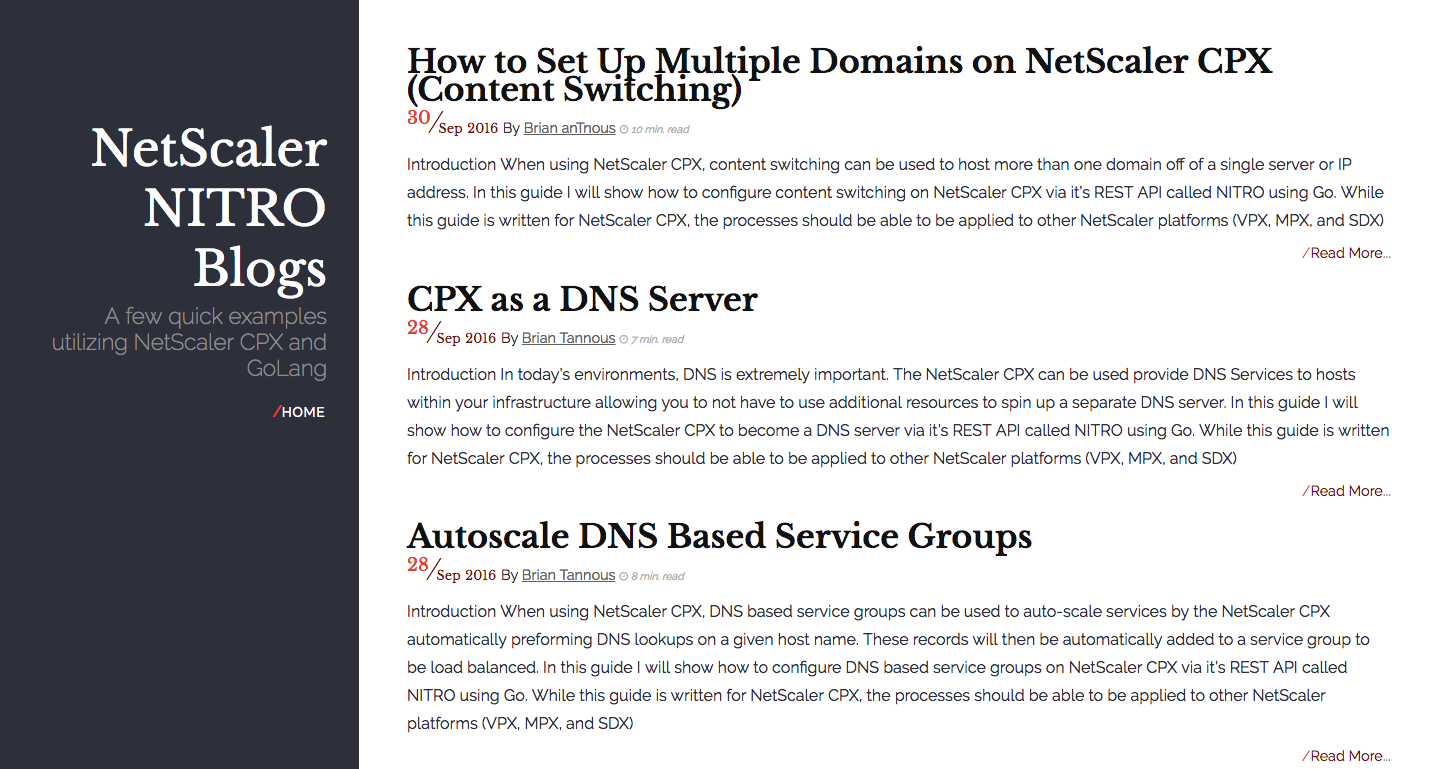 NetScaler
NITRO
Blogs
A few quick examples
utilizing NetScaler CPX and
GoLang
/HOME
How to Set Up Multiple Domains on NetScaler CPX
(Content Switching)
30/Sep 2016 By Brian anTnous 10 min. read
Introduction When using NetScaler CPX, content switching can be used to host more than one domain off of a single server or IP
address. In this guide I will show how to configure content switching on NetScaler CPX via it's REST API called NITRO using Go. While
this guide is written for NetScaler CPX, the processes should be able to be applied to other NetScaler platforms (VPX, MPX, and SDX)
/Read More...
CPX as a DNS Server
28/Sep 2016 By Brian Tannous 7 min. read
Introduction In today's environments, DNS is extremely important. The NetScaler CPX can be used provide DNS Services to hosts
within your infrastructure allowing you to not have to use additional resources to spin up a separate DNS server. In this guide I will
show how to configure the NetScaler CPX to become a DNS server via it's REST API called NITRO using Go. While this guide is written
for NetScaler CPX, the processes should be able to be applied to other NetScaler platforms (VPX, MPX, and SDX)
/Read More...
Autoscale DNS Based Service Groups
28/Sep 2016 By Brian Tannous 8 min. read
Introduction When using NetScaler CPX, DNS based service groups can be used to auto-scale services by the NetScaler CPX
automatically preforming DNS lookups on a given host name. These records will then be automatically added to a service group to
be load balanced. In this guide I will show how to configure DNS based service groups on NetScaler CPX via it's REST API called
NITRO using Go. While this guide is written for NetScaler CPX, the processes should be able to be applied to other NetScaler
platforms (VPX, MPX, and SDX)
/Read More...